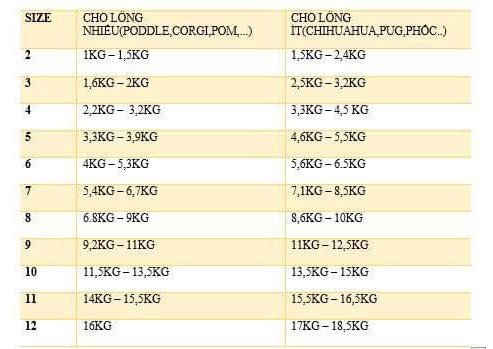 SIZE CHO LÔNG CHO LÔNG
NHIỀU(PODDLE,CORGI,POM,...) ÍT(CHIHUAHUA,PUG,PHỐC..)
2 1KG – 1,5KG 1,5KG – 2,4KG
3 1,6KG – 2KG 2,5KG – 3,2KG
4 2,2KG – 3,2KG 3,3KG – 4,5 KG
5 3,3KG – 3,9KG 4,6KG – 5,5KG
6 4KG – 5,3KG 5,6KG – 6.5KG
7 5,4KG – 6,7KG 7,1KG – 8,5KG
8 6.8KG – 9KG 8,6KG – 10KG
9 9,2KG – 11KG 11KG – 12,5KG
10 11,5KG – 13,5KG 13,5KG – 15KG
11 14KG – 15,5KG 15,5KG – 16,5KG
12 16KG 17KG – 18,5KG